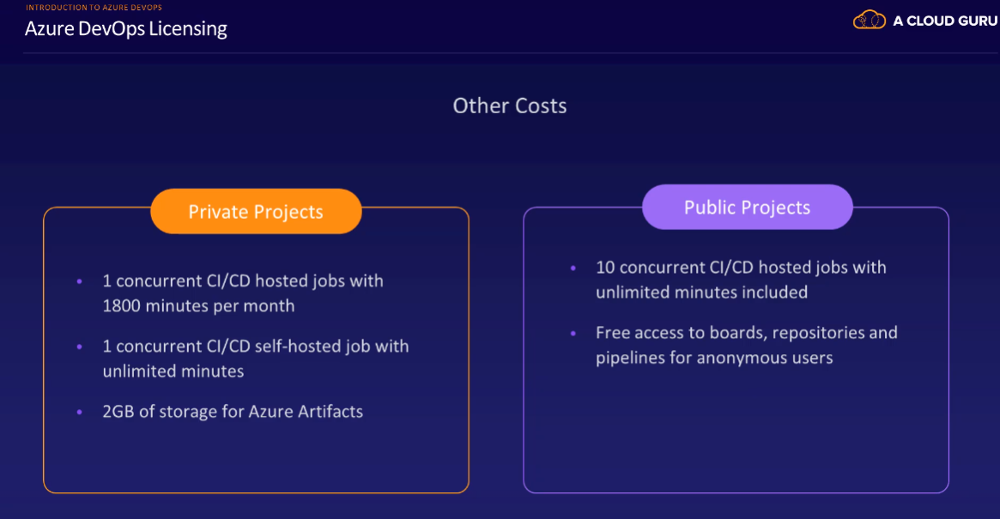 INTRODUCTION TO AZURE DEVOPS
Azure DevOps Licensing
A CLOUD GURU
Other Costs
Private Projects
• 1 concurrent CI/CD hosted jobs with
1800 minutes per month
• 1 concurrent CI/CD self-hosted job with
unlimited minutes
• 2GB of storage for Azure Artifacts
Public Projects
• 10 concurrent CI/CD hosted jobs with
unlimited minutes included
• Free access to boards, repositories and
pipelines for anonymous users